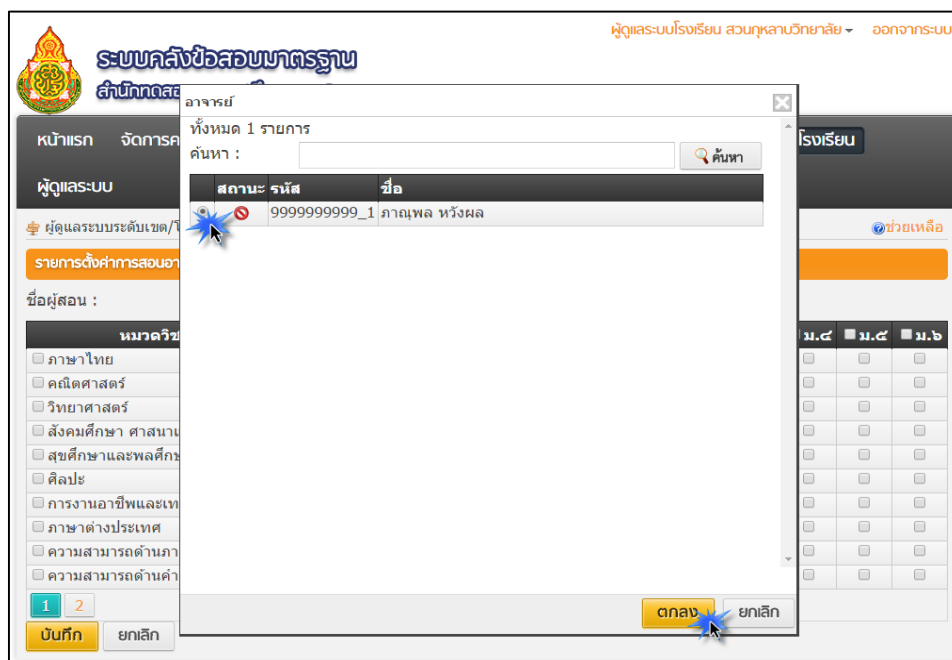 ผู้ดูแลระบบโรงเรียน สวนกุหลาบวิทยาลัย ออกจากระบบ
ระบบคลังข้อสอบมาตรฐาน
สำนักทดส
อาจารย์
ทั้งหมด 1 รายการ
หน้าแรก จัดการค โรงเรียน
ค้นหา : ค้นหา
ผู้ดูแลระบบ
สถานะ รหัส ชื่อ
9999999999_1 ภาณุพล หวังผล
ผู้ดูแลระบบระดับเขต/โ ช่วยเหลือ
รายการตั้งค่าการสอนอา
ชื่อผู้สอน :
หมวดวิช ม.๔ ม.๕ ม.๖
ภาษาไทย
คณิตศาสตร์
วิทยาศาสตร์
สังคมศึกษา ศาสนาแ
สุขศึกษาและพลศึกษ
ศิลปะ
การงานอาชีพและเท
ภาษาต่างประเทศ
ความสามารถด้านภา
ความสามารถด้านคำ
1 2
ตกลง ยกเลิก
บันทึก ยกเลิก